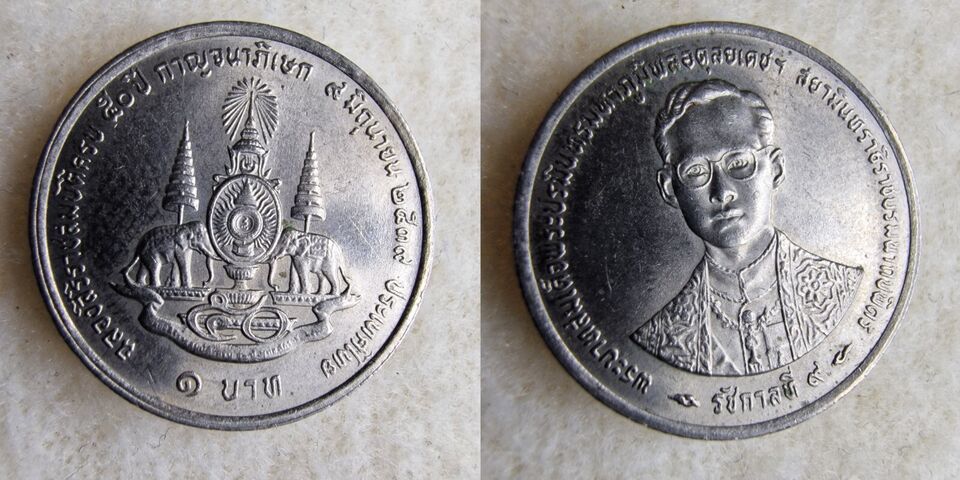 ฉลองสิริราชสมบัติครบ ๕๐ ปี กาญจนาภิเษก ๙ มิถุนายน ๒๕๓๙ ประเทศไทย
๑ บาท
พระบาทสมเด็จพระปรมินทรมหาภูมิพลอดุลยเดชฯ สยามินทราธิราชบรมนาถบพิตร
รัชกาลที่ ๙